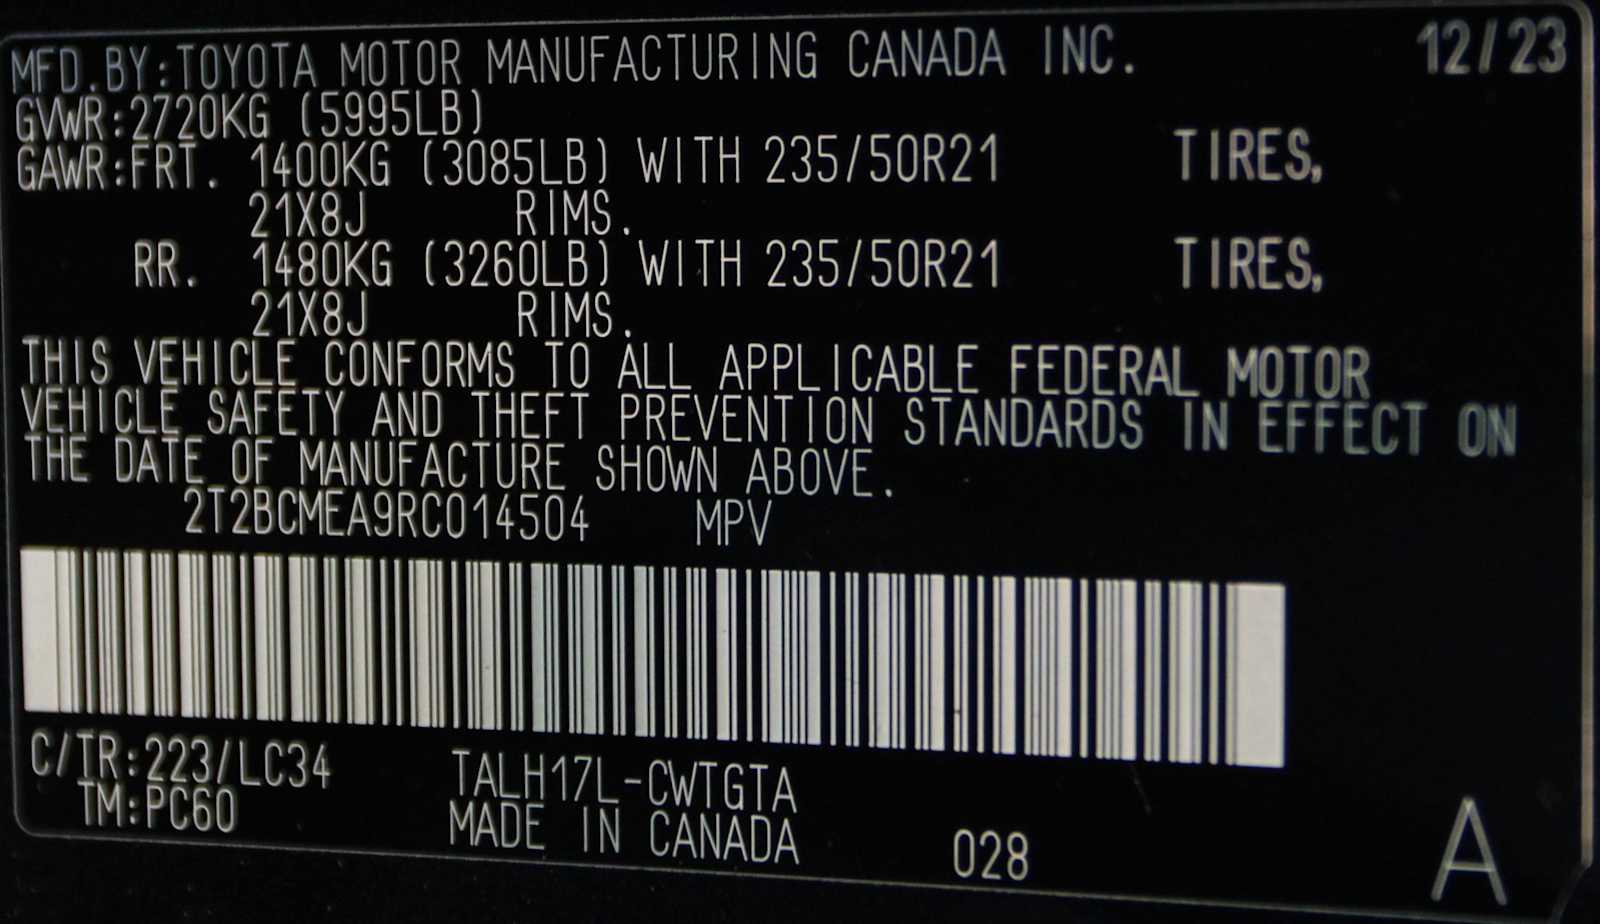 MFD.BY:TOYOTA MOTOR MANUFACTURING CANADA INC. 12/23
GVWR:2720KG (5995LB)
GAWR:FRT. 1400KG (3085LB) WITH 235/50R21 TIRES,
21X8J RIMS.
RR. 1480KG (3260LB) WITH 235/50R21 TIRES,
21X8J RIMS.
THIS VEHICLE CONFORMS TO ALL APPLICABLE FEDERAL MOTOR
VEHICLE SAFETY AND THEFT PREVENTION STANDARDS IN EFFECT ON
THE DATE OF MANUFACTURE SHOWN ABOVE.
2T2BCMEA9RC014504 MPV
C/TR:223/LC34 TALH17L-CWTGTA
TM:PC60 MADE IN CANADA 028 A